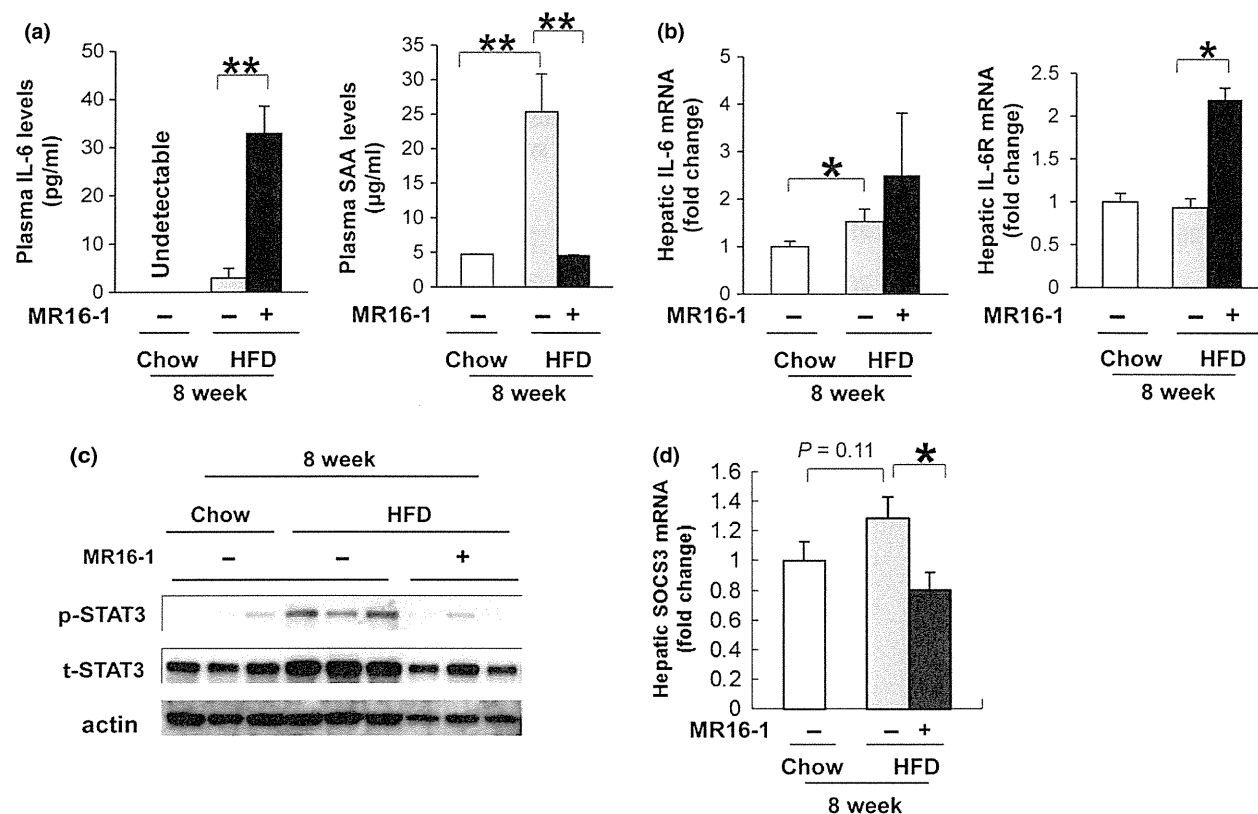 (a)
Plasma IL-6 levels
(pg/ml)
50
40
30
20
10
0
Undetectable
**
MR16-1
– – +
Chow HFD
8 week
Plasma SAA levels
(µg/ml)
45
40
35
30
25
20
15
10
5
0
** **
MR16-1
– – +
Chow HFD
8 week
(b)
Hepatic IL-6 mRNA
(fold change)
5
4
3
2
1
0
*
MR16-1
– – +
Chow HFD
8 week
Hepatic IL-6R mRNA
(fold change)
2.5
2
1.5
1
0.5
0
*
MR16-1
– – +
Chow HFD
8 week
(c)
8 week
Chow HFD
MR16-1 – – +
p-STAT3
t-STAT3
actin
(d)
P = 0.11
*
Hepatic SOCS3 mRNA
(fold change)
1.6
1.4
1.2
1
0.8
0.6
0.4
0.2
0
MR16-1 – – +
Chow HFD
8 week